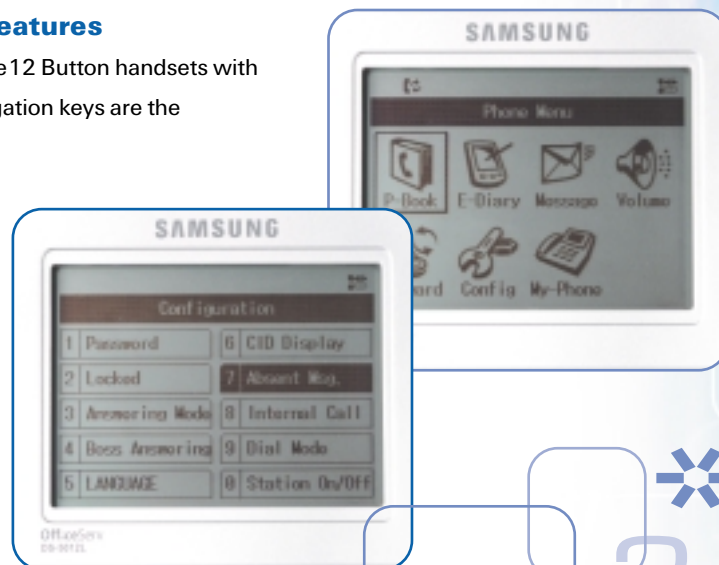 eatures
e12 Button handsets with
gation keys are the
SAMSUNG
Phone Menu
P-Book E-Diary Message Volume
ard Config My-Phone
SAMSUNG
Configuration
1 Password 6 CID Display
2 Locked 7 Absent Msg.
3 Answering Mode 8 Internal Call
4 Boss Answering 9 Dial Mode
5 LANGUAGE 0 Station On/Off
OfficeServ
DS-5012L